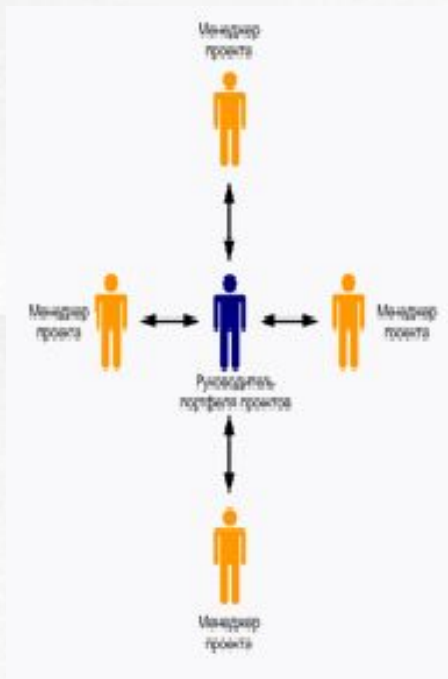 Менеджер
проекта
Менеджер
проекта
Менеджер
проекта
Руководитель
портфеля проектов
Менеджер
проекта